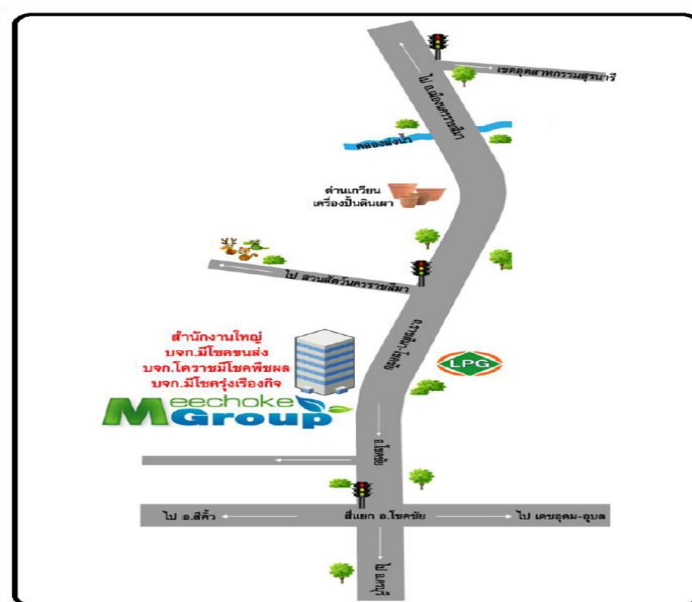 เขตอุตสาหกรรมสุรนารี
ไป อ.เมืองนครราชสีมา
คลองส่งน้ำ
ด่านเกวียน
เครื่องปั้นดินเผา
ไป สวนสัตว์นครราชสีมา
สำนักงานใหญ่
บจก.มีโชคขนส่ง
บจก.โคราชมีโชคพืชผล
บจก.มีโชครุ่งเรืองกิจ
Meechoke
Group
ถ.ราชสีมา-โชคชัย
LPG
อ.โชคชัย
ไป อ.สีคิ้ว
สี่แยก อ.โชคชัย
ไป เดชอุดม-อุบล
ไป อ.ครบุรี